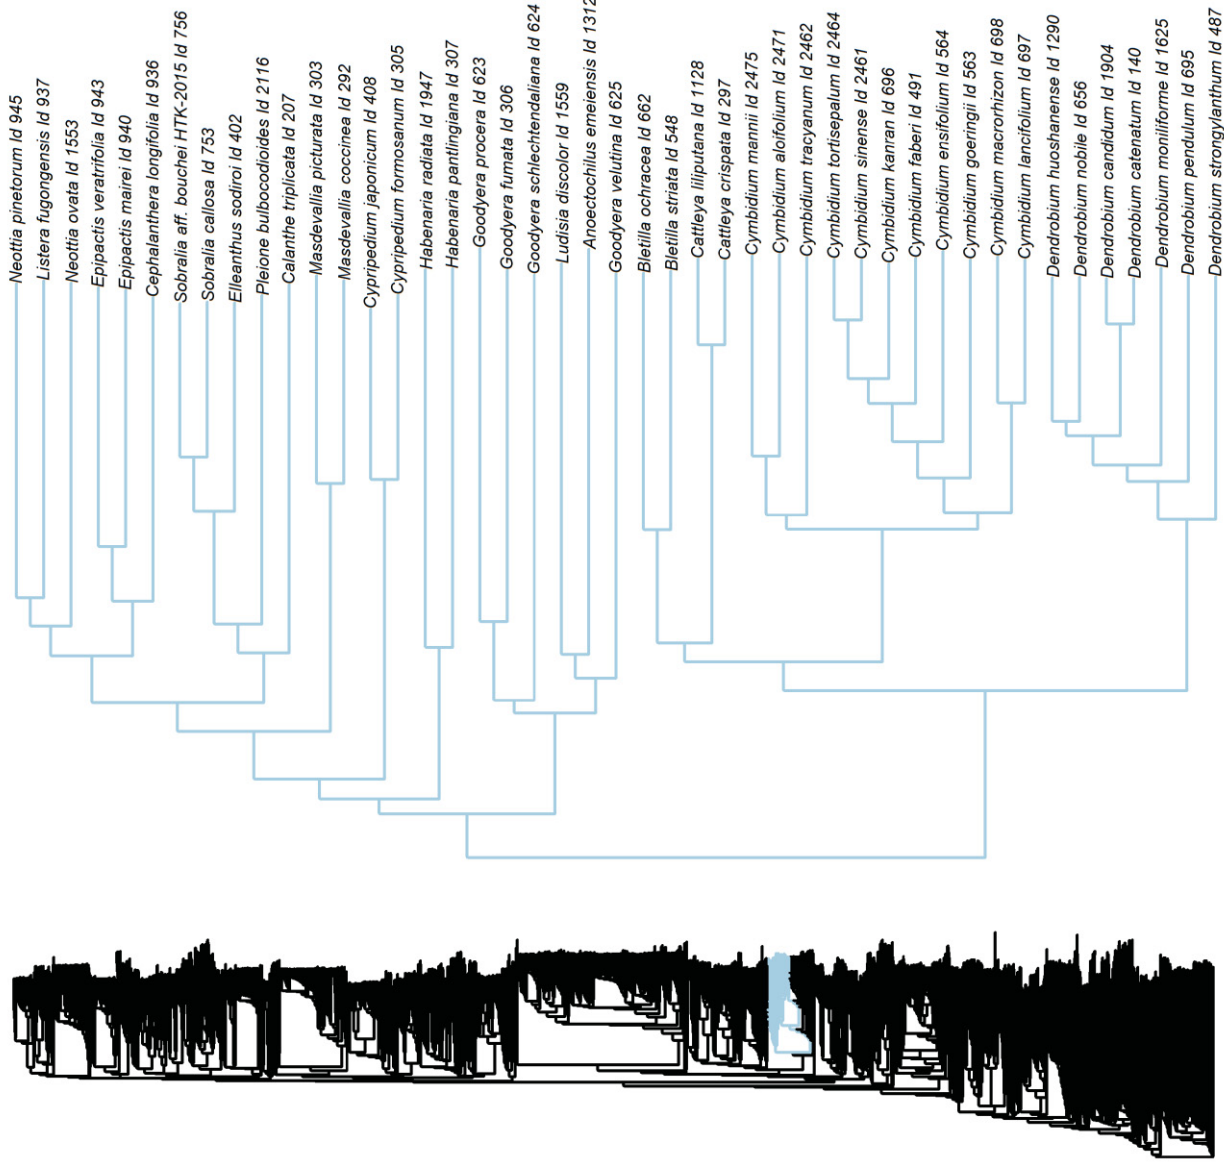 Neottia pinetorum Id 945
Listera fugongensis Id 937
Neottia ovata Id 1553
Epipactis veratrifolia Id 943
Epipactis mairei Id 940
Cephalanthera longifolia Id 936
Sobralia aff. bouchei HTK-2015 Id 756
Sobralia callosa Id 753
Elleanthus sodiroi Id 402
Pleione bulbocodioides Id 2116
Calanthe triplicata Id 207
Masdevallia picturata Id 303
Masdevallia coccinea Id 292
Cypripedium japonicum Id 408
Cypripedium formosanum Id 305
Habenaria radiata Id 1947
Habenaria pantlingiana Id 307
Goodyera procera Id 623
Goodyera fumata Id 306
Goodyera schlechtendaliana Id 624
Ludisia discolor Id 1559
Anoectochilus emeiensis Id 1312
Goodyera velutina Id 625
Bletilla ochracea Id 662
Bletilla striata Id 548
Cattleya liliputana Id 1128
Cattleya crispata Id 297
Cymbidium mannii Id 2475
Cymbidium aloifolium Id 2471
Cymbidium tracyanum Id 2462
Cymbidium tortisepalum Id 2464
Cymbidium sinense Id 2461
Cymbidium kanran Id 696
Cymbidium faberi Id 491
Cymbidium ensifolium Id 564
Cymbidium goeringii Id 563
Cymbidium macrorhizon Id 698
Cymbidium lancifolium Id 697
Dendrobium huoshanense Id 1290
Dendrobium nobile Id 656
Dendrobium candidum Id 1904
Dendrobium catenatum Id 140
Dendrobium moniliforme Id 1625
Dendrobium pendulum Id 695
Dendrobium strongylanthum Id 487